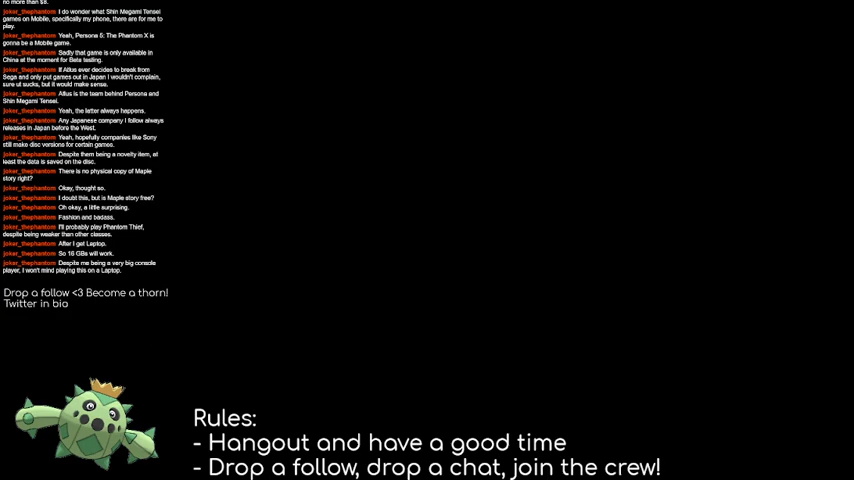 no more than $8.
joker_thephantom I do wonder what Shin Megami Tensei
games on Mobile, specifically my phone, there are for me to
play.
joker_thephantom Yeah, Persona 5: The Phantom X is
gonna be a Mobile game.
joker_thephantom Sadly that game is only available in
China at the moment for Beta testing.
joker_thephantom If Atlus ever decides to break from
Sega and only put games out in Japan I wouldn't complain,
sure ut sucks, but it would make sense.
joker_thephantom Atlus is the team behind Persona and
Shin Megami Tensei.
joker_thephantom Yeah, the latter always happens.
joker_thephantom Any Japanese company I follow always
releases in Japan before the West.
joker_thephantom Yeah, hopefully companies like Sony
still make disc versions for certain games.
joker_thephantom Despite them being a novelty item, at
least the data is saved on the disc.
joker_thephantom There is no physical copy of Maple
story right?
joker_thephantom Okay, thought so.
joker_thephantom I doubt this, but is Maple story free?
joker_thephantom Oh okay, a little surprising.
joker_thephantom Fashion and badass.
joker_thephantom I'll probably play Phantom Thief,
despite being weaker than other classes.
joker_thephantom After I get Laptop.
joker_thephantom So 16 GBs will work.
joker_thephantom Despite me being a very big console
player, I won't mind playing this on a Laptop.
Drop a follow <3 Become a thorn!
Twitter in bio
Rules:
- Hangout and have a good time
- Drop a follow, drop a chat, join the crew!